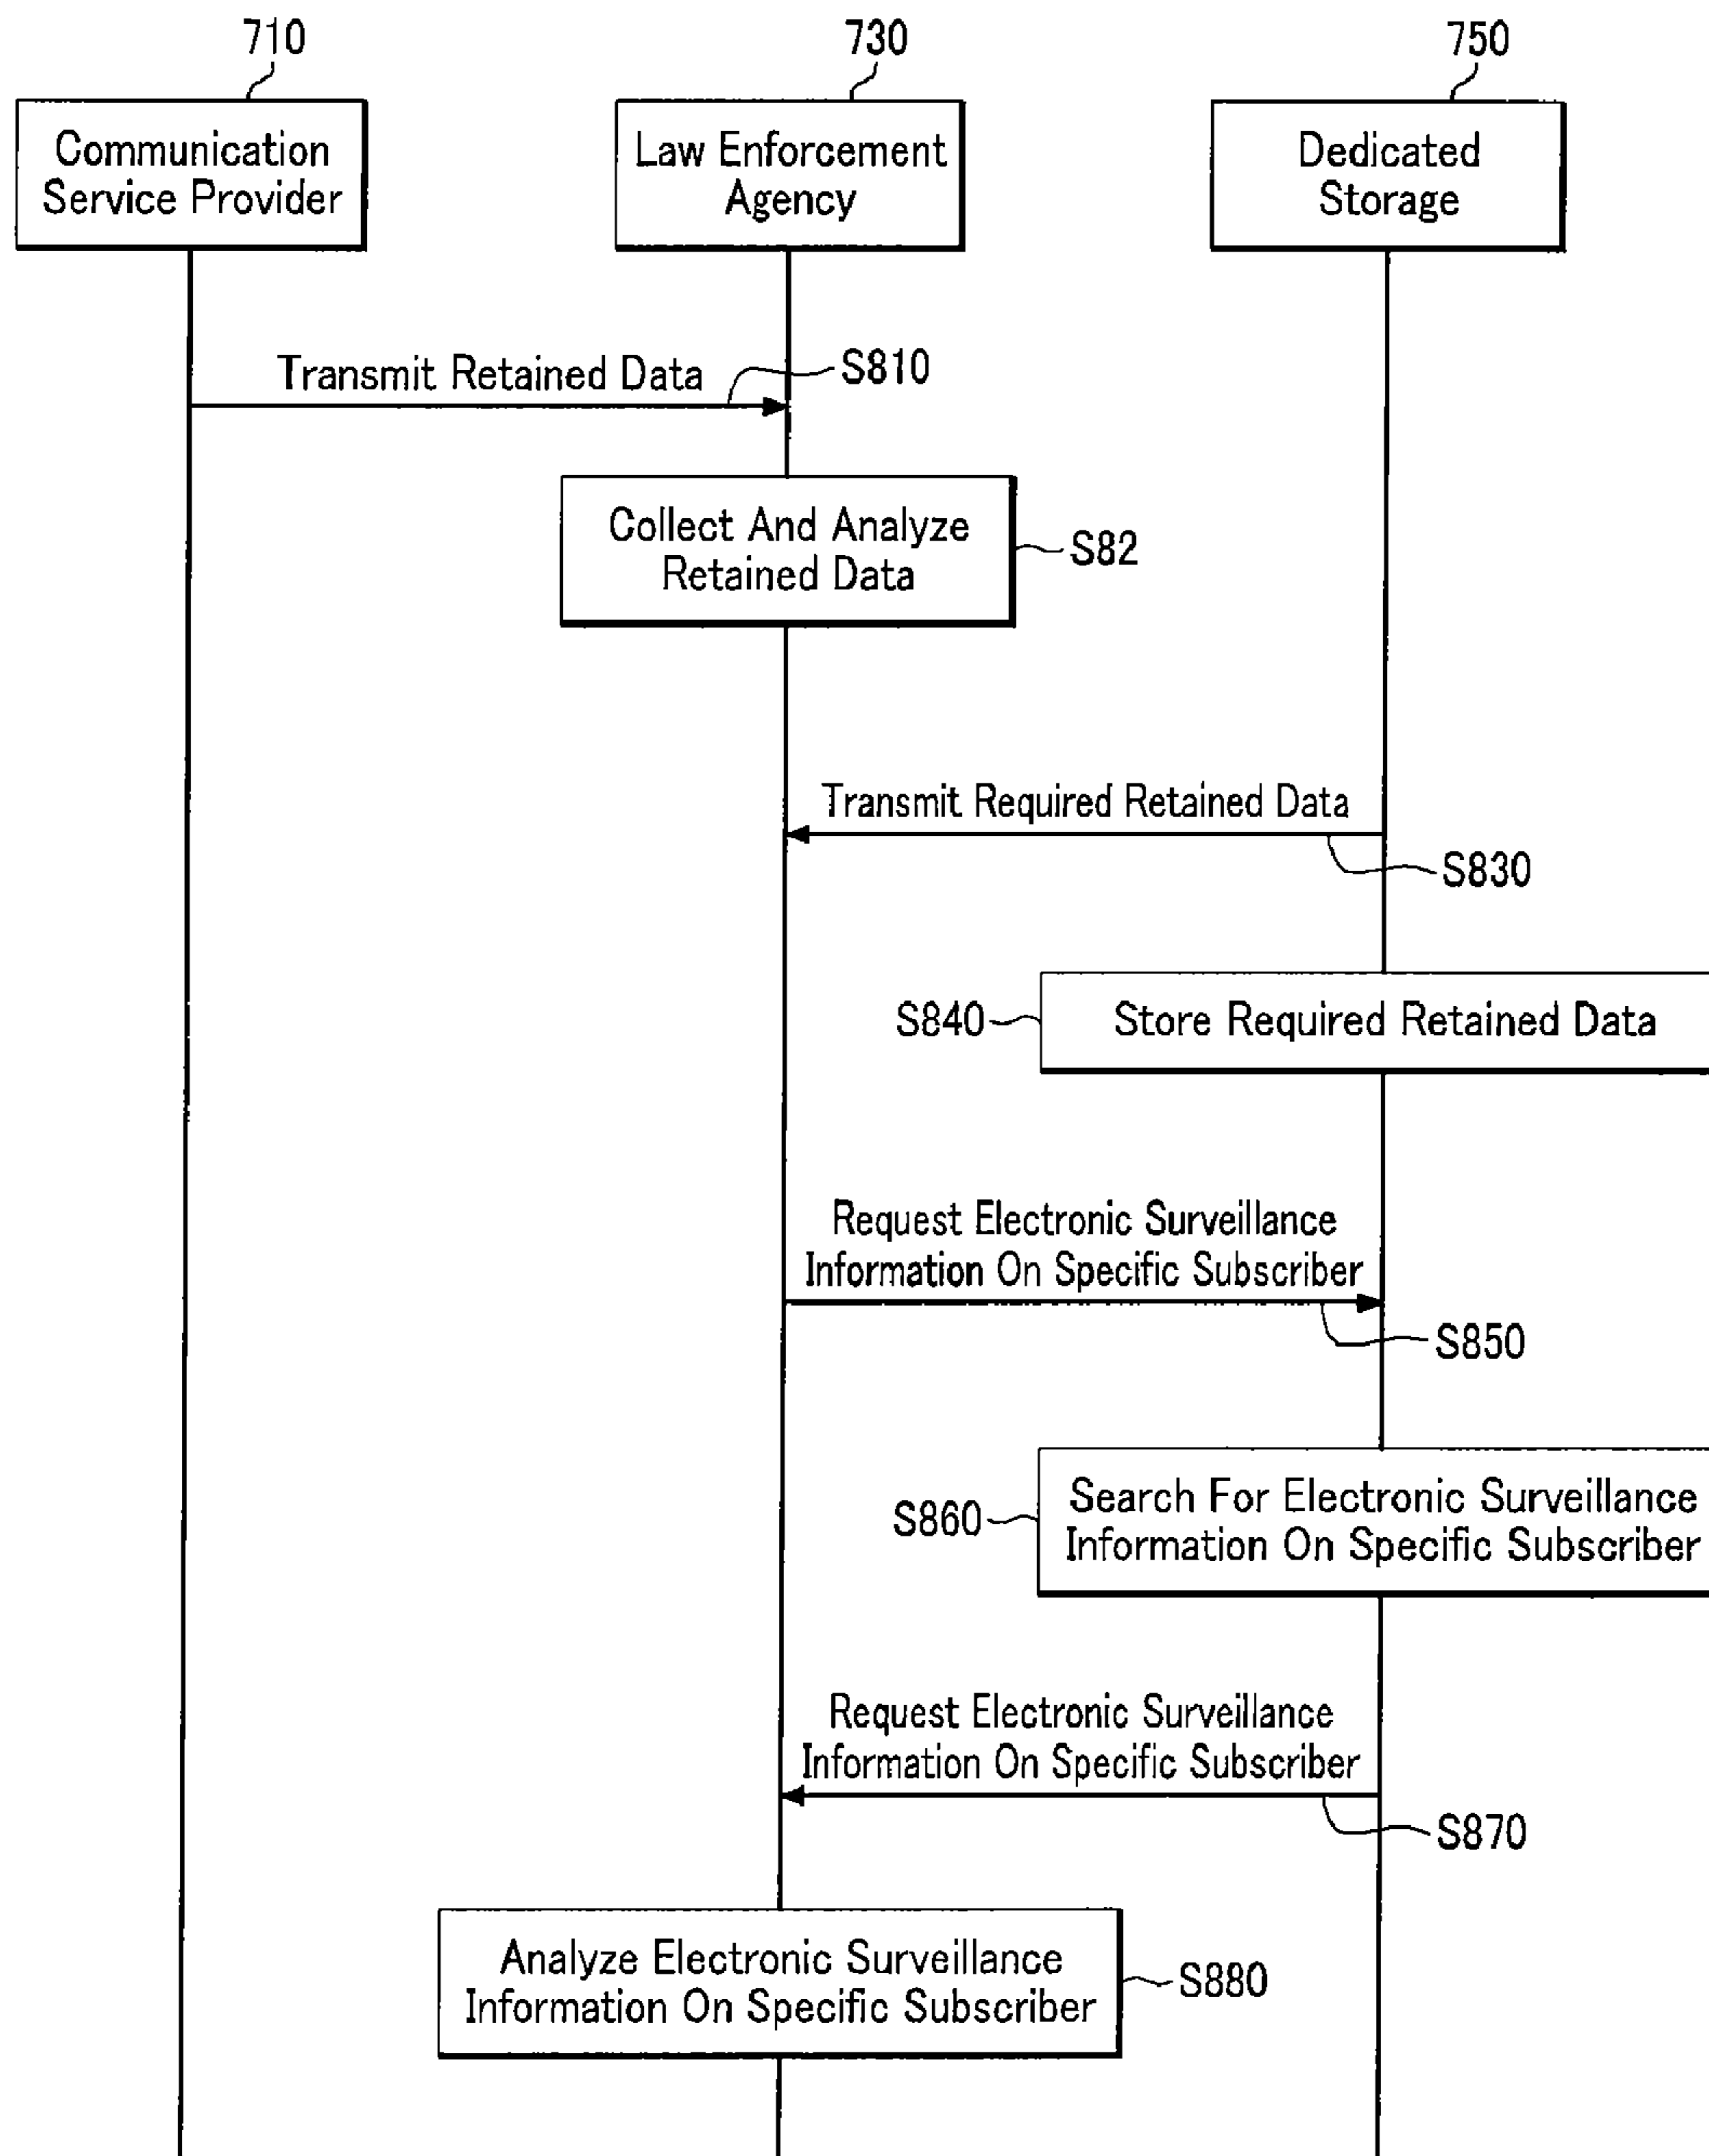 710
730
750
Communication
Service Provider
Law Enforcement
Agency
Dedicated
Storage
Transmit Retained Data
S810
Collect And Analyze
Retained Data
S82
Transmit Required Retained Data
S830
S840
Store Required Retained Data
Request Electronic Surveillance
Information On Specific Subscriber
S850
S860
Search For Electronic Surveillance
Information On Specific Subscriber
Request Electronic Surveillance
Information On Specific Subscriber
S870
Analyze Electronic Surveillance
Information On Specific Subscriber
S880